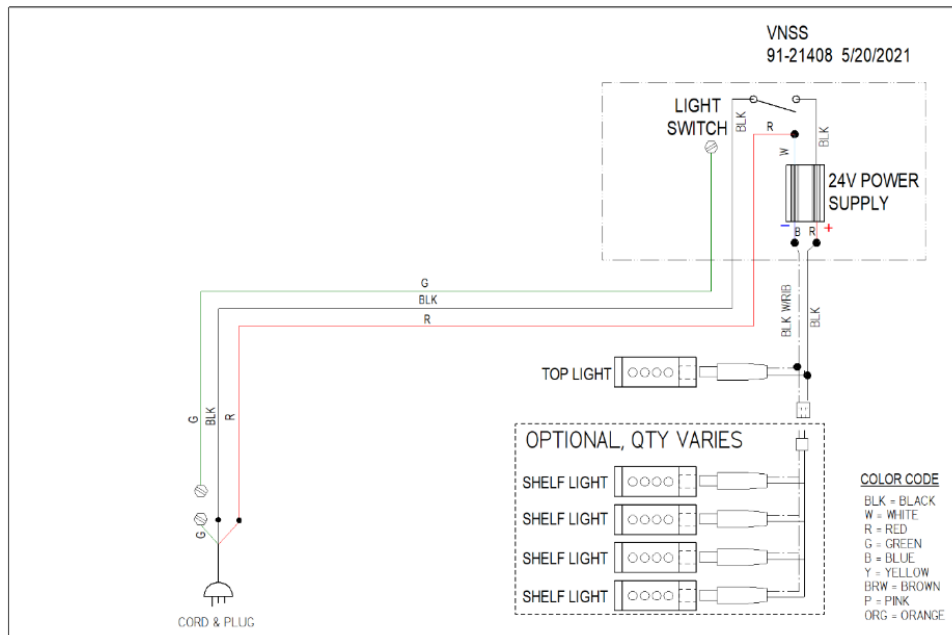 VNSS
91-21408 5/20/2021
LIGHT
SWITCH
BLK
R
W
BLK
24V POWER
SUPPLY
−
B
R
+
G
BLK
R
BLK W/RIB
BLK
TOP LIGHT
G
BLK
R
OPTIONAL, QTY VARIES
SHELF LIGHT
SHELF LIGHT
SHELF LIGHT
SHELF LIGHT
G
CORD & PLUG
COLOR CODE
BLK = BLACK
W = WHITE
R = RED
G = GREEN
B = BLUE
Y = YELLOW
BRW = BROWN
P = PINK
ORG = ORANGE